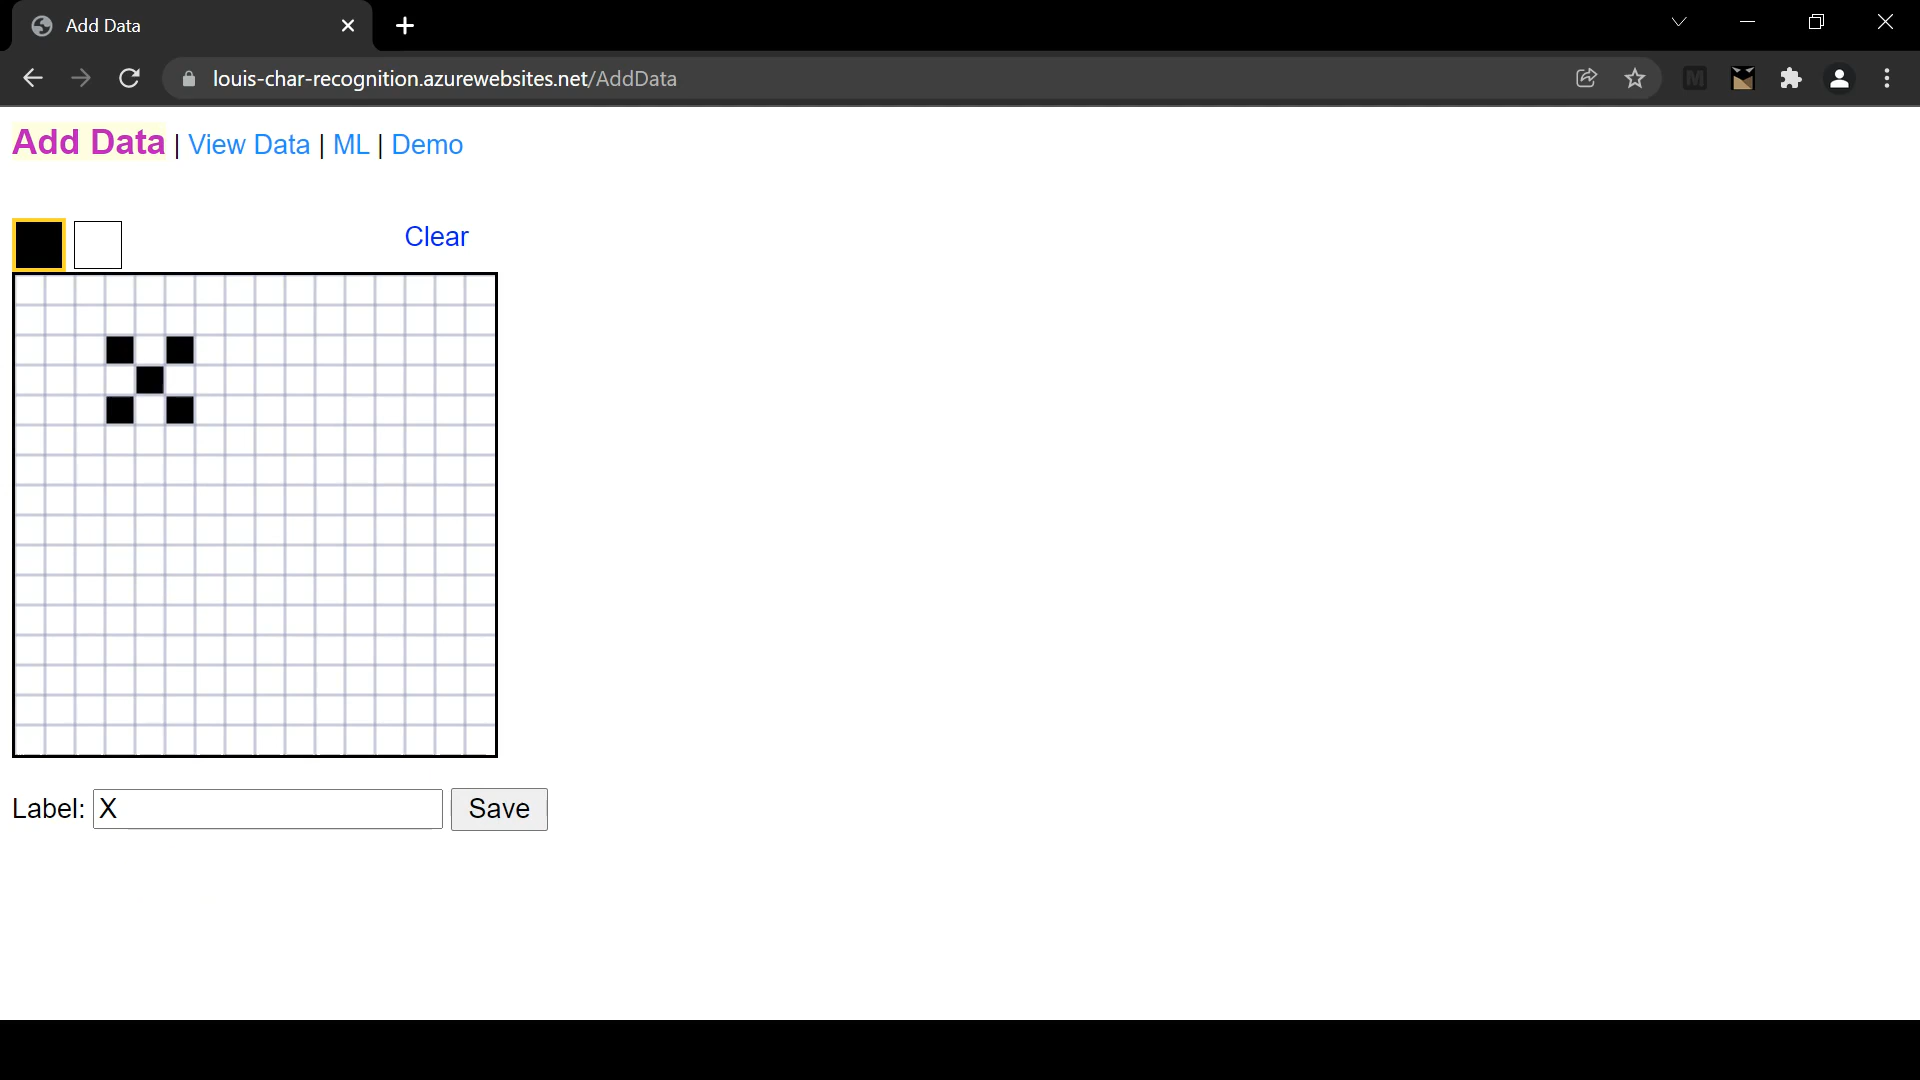 Add Data
louis-char-recognition.azurewebsites.net/AddData
M
Add Data | View Data | ML | Demo
Clear
Label: X Save